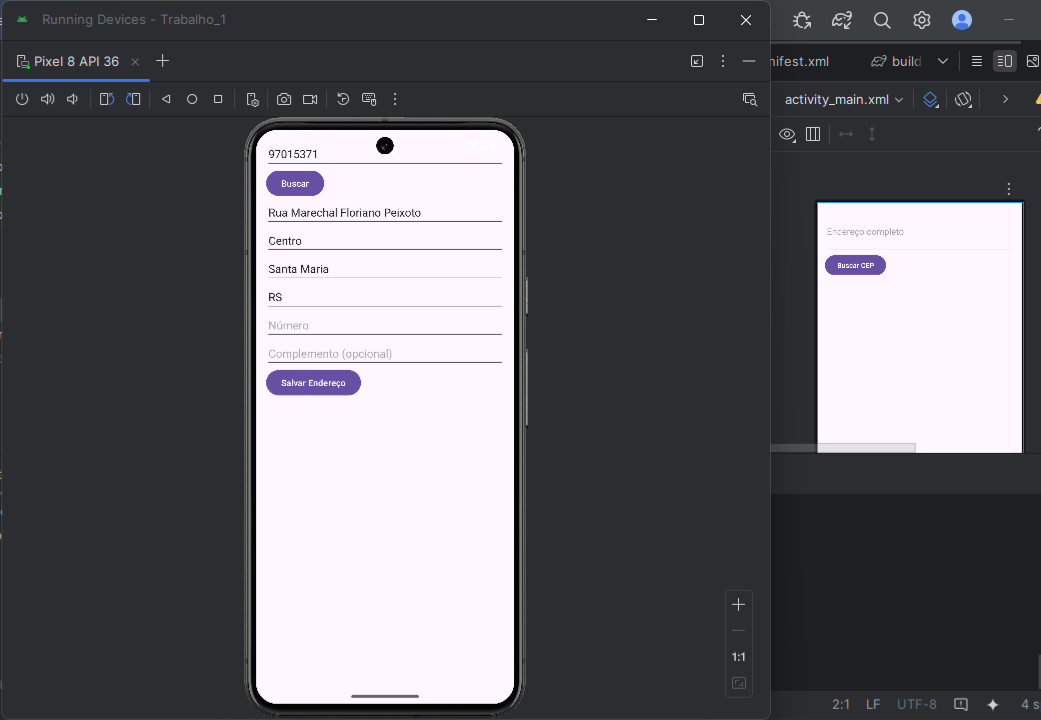 Running Devices - Trabalho_1
Pixel 8 API 36
97015371
Buscar
Rua Marechal Floriano Peixoto
Centro
Santa Maria
RS
Número
Complemento (opcional)
Salvar Endereço
1:1
nifest.xml
build
activity_main.xml
Endereço completo
Buscar CEP
2:1 LF UTF-8 4 s